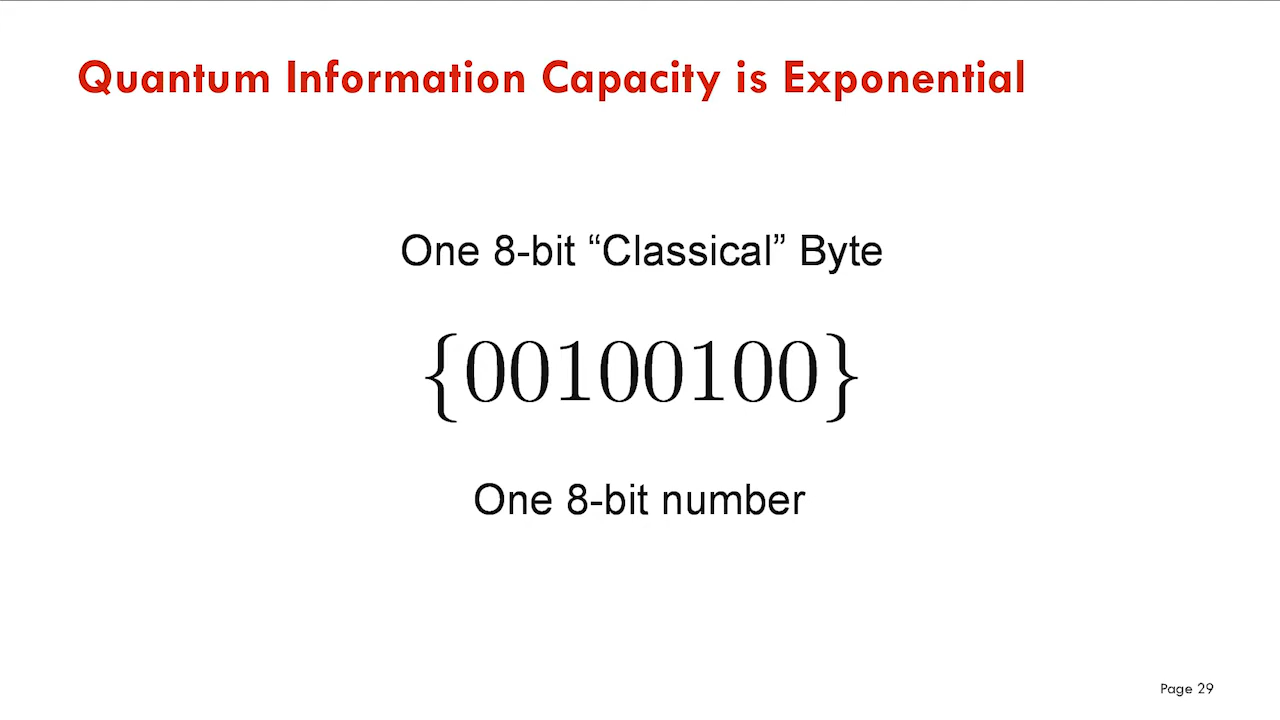 Quantum Information Capacity is Exponential
One 8-bit “Classical” Byte
{00100100}
One 8-bit number
Page 29